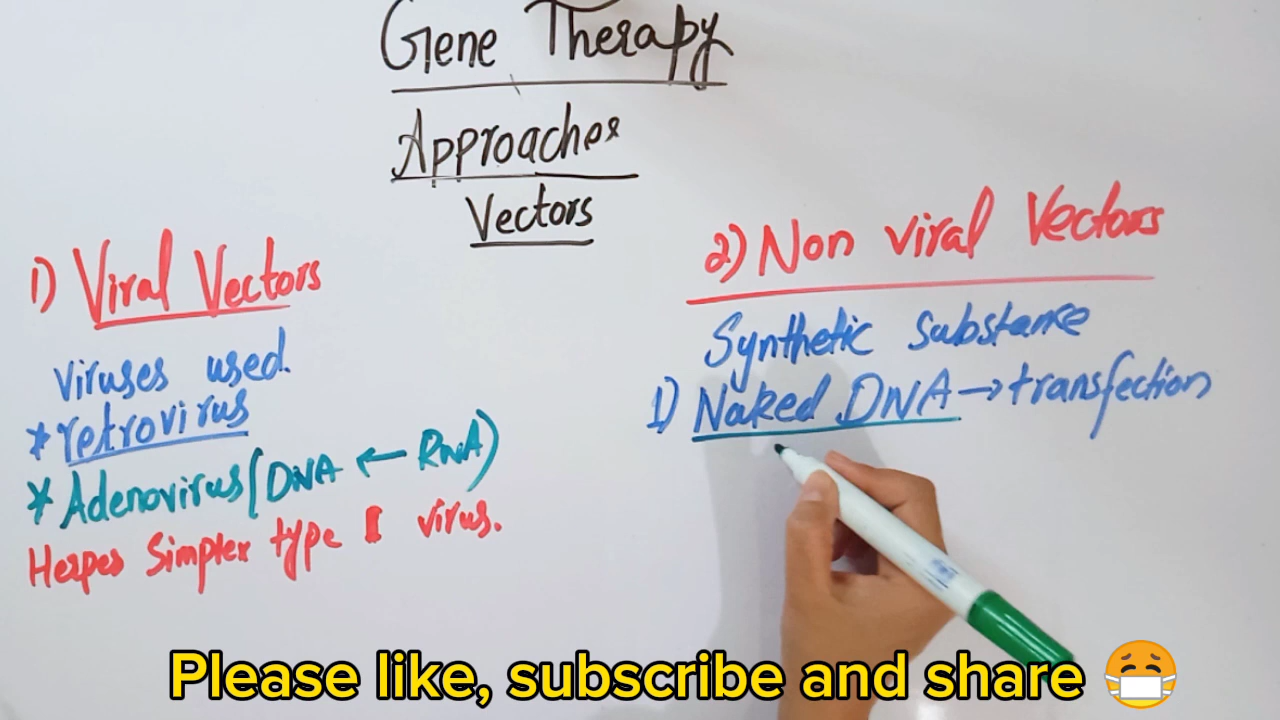 Gene Therapy
Approaches
Vectors
1) Viral Vectors
Viruses used.
* retrovirus
* Adenovirus (DNA ← RNA)
Herpes Simplex type I virus.
2) Non viral Vectors
Synthetic substance
1) Naked DNA → transfection
Please like, subscribe and share 😷